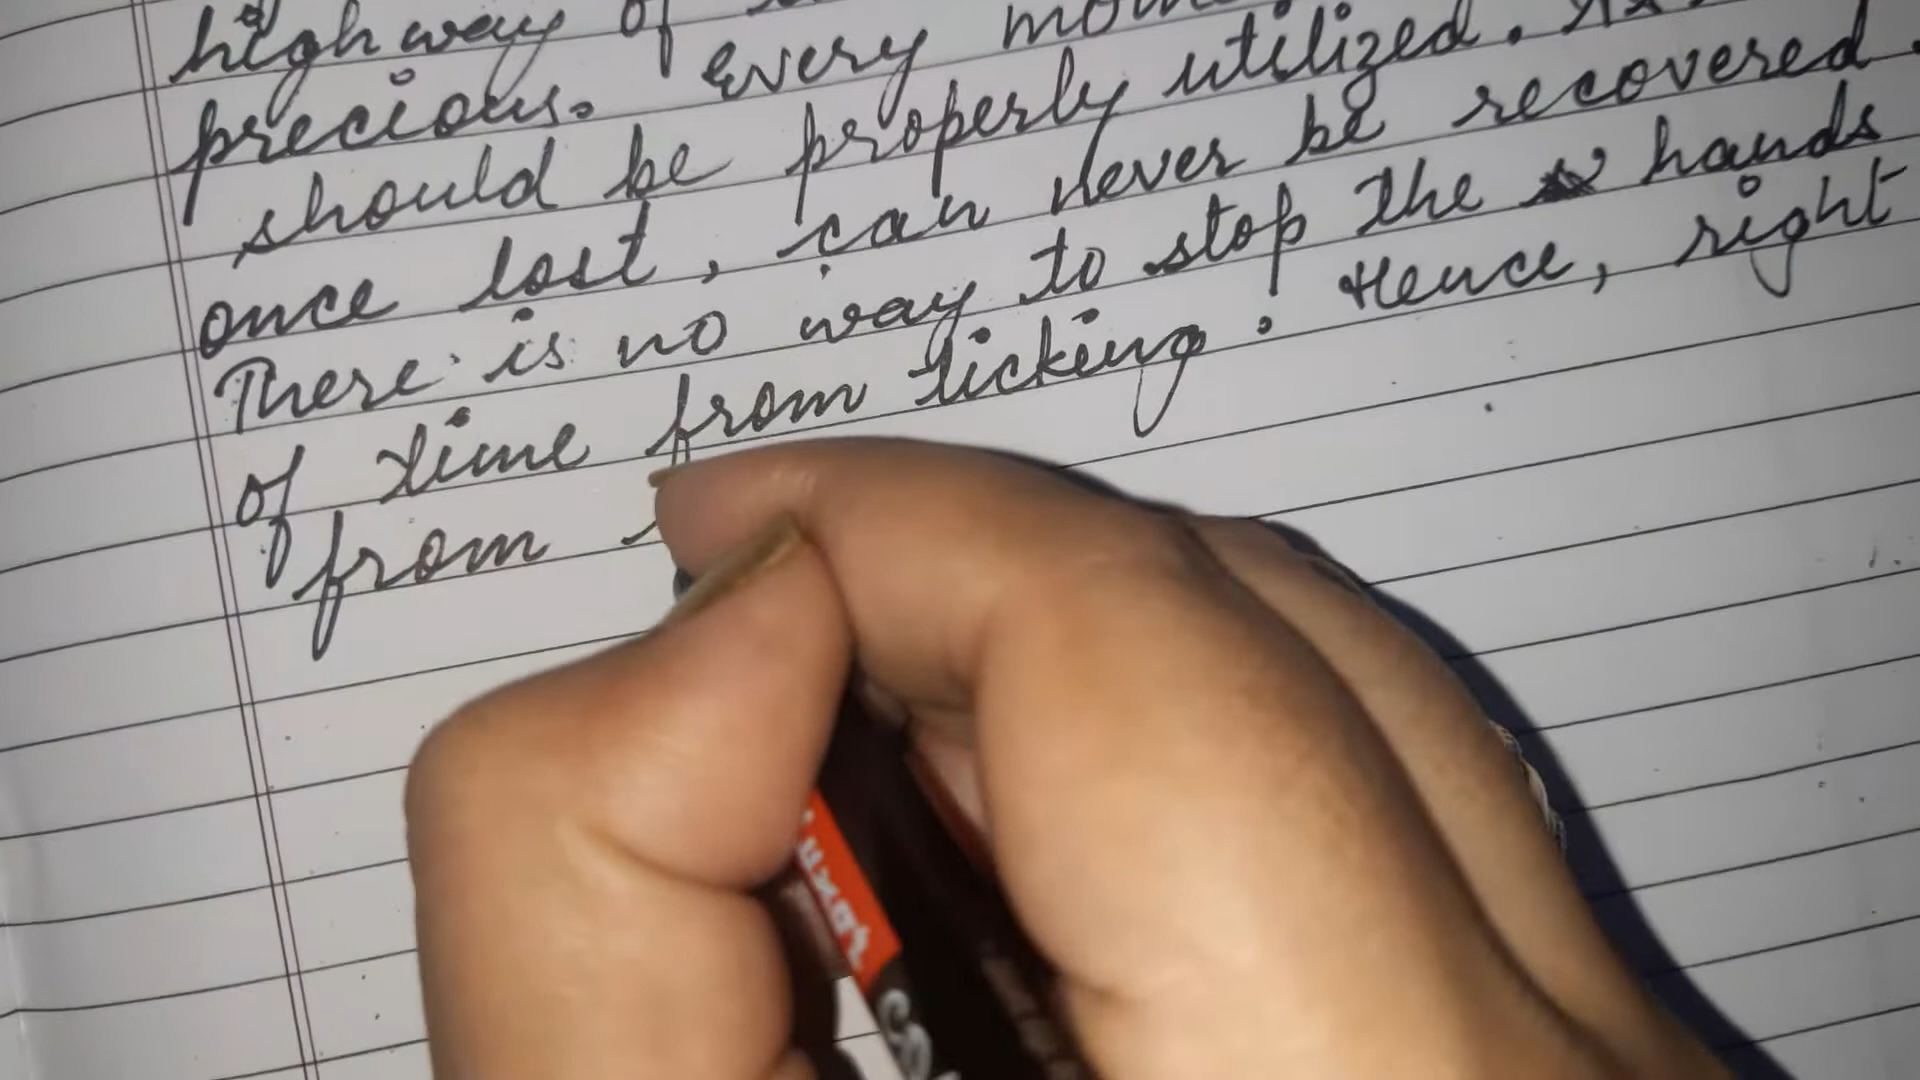 highway of
precious. Every
should be properly utilized.
once lost, can never be recovered.
There is no way to stop the hands
of time from ticking. Hence, right
from